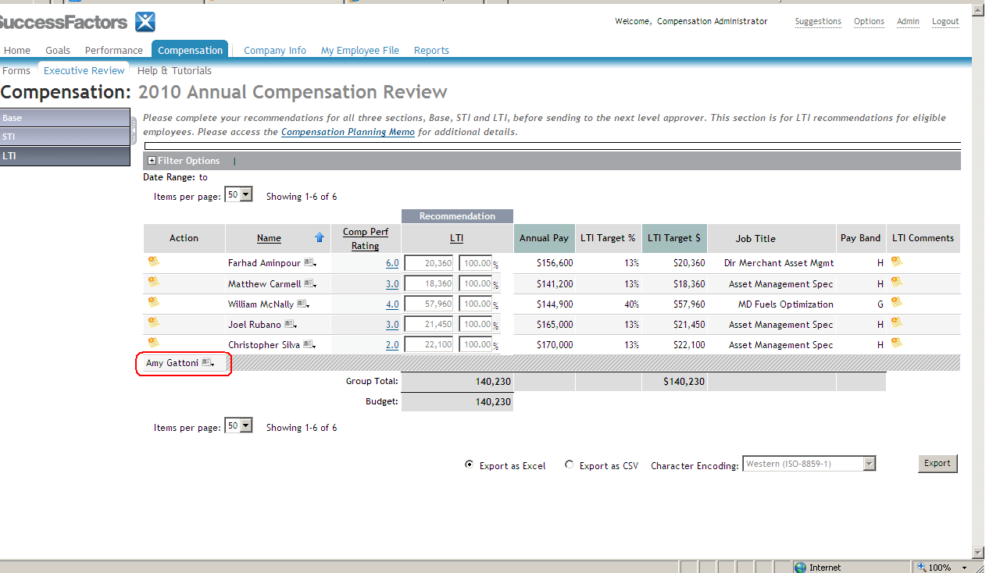 SuccessFactors
Welcome, Compensation Administrator Suggestions Options Admin Logout
Home Goals Performance Compensation Company Info My Employee File Reports
Forms Executive Review Help & Tutorials
Compensation: 2010 Annual Compensation Review
Base
STI
LTI
Please complete your recommendations for all three sections, Base, STI and LTI, before sending to the next level approver. This section is for LTI recommendations for eligible
employees. Please access the Compensation Planning Memo for additional details.
Filter Options |
Date Range: to
Items per page: 50 Showing 1-6 of 6
Recommendation
Action Name Comp Perf Rating LTI Annual Pay LTI Target % LTI Target $ Job Title Pay Band LTI Comments
Farhad Aminpour 6.0 20,360 100.00 % $156,600 13% $20,360 Dir Merchant Asset Mgmt H
Matthew Carmell 3.0 18,360 100.00 % $141,200 13% $18,360 Asset Management Spec H
William McNally 4.0 57,960 100.00 % $144,900 40% $57,960 MD Fuels Optimization G
Joel Rubano 3.0 21,450 100.00 % $165,000 13% $21,450 Asset Management Spec H
Christopher Silva 2.0 22,100 100.00 % $170,000 13% $22,100 Asset Management Spec H
Amy Gattoni
Group Total: 140,230 $140,230
Budget: 140,230
Items per page: 50 Showing 1-6 of 6
Export as Excel Export as CSV Character Encoding: Western (ISO-8859-1) Export
Internet 100%